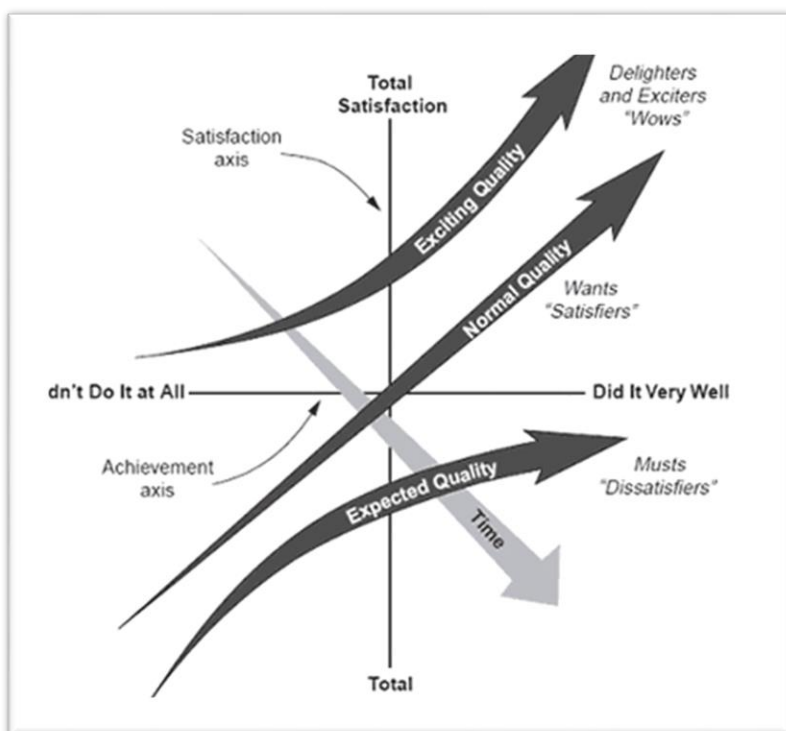 Total
Satisfaction
Delighters
and Exciters
“Wows”
Satisfaction
axis
Exciting Quality
Normal Quality
Wants
“Satisfiers”
dn’t Do It at All
Did It Very Well
Achievement
axis
Expected Quality
Musts
“Dissatisfiers”
Time
Total